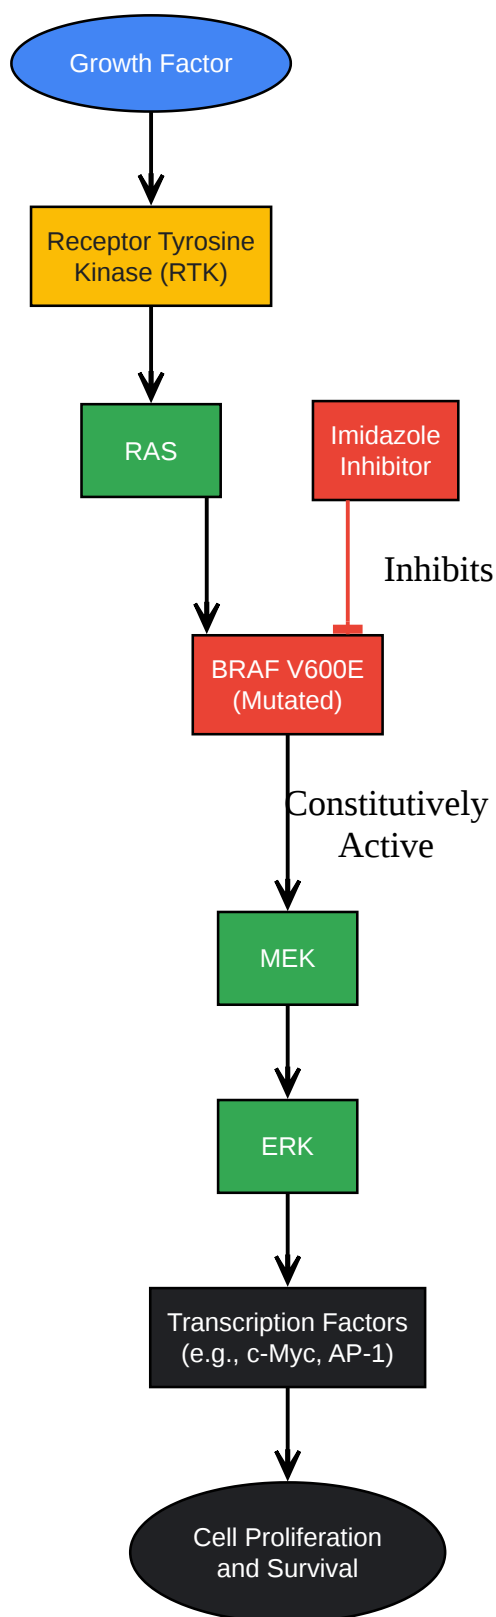 Growth Factor
Receptor Tyrosine
Kinase (RTK)
RAS
Imidazole
Inhibitor
Inhibits
BRAF V600E
(Mutated)
Constitutively
Active
MEK
ERK
Transcription Factors
(e.g., c-Myc, AP-1)
Cell Proliferation
and Survival